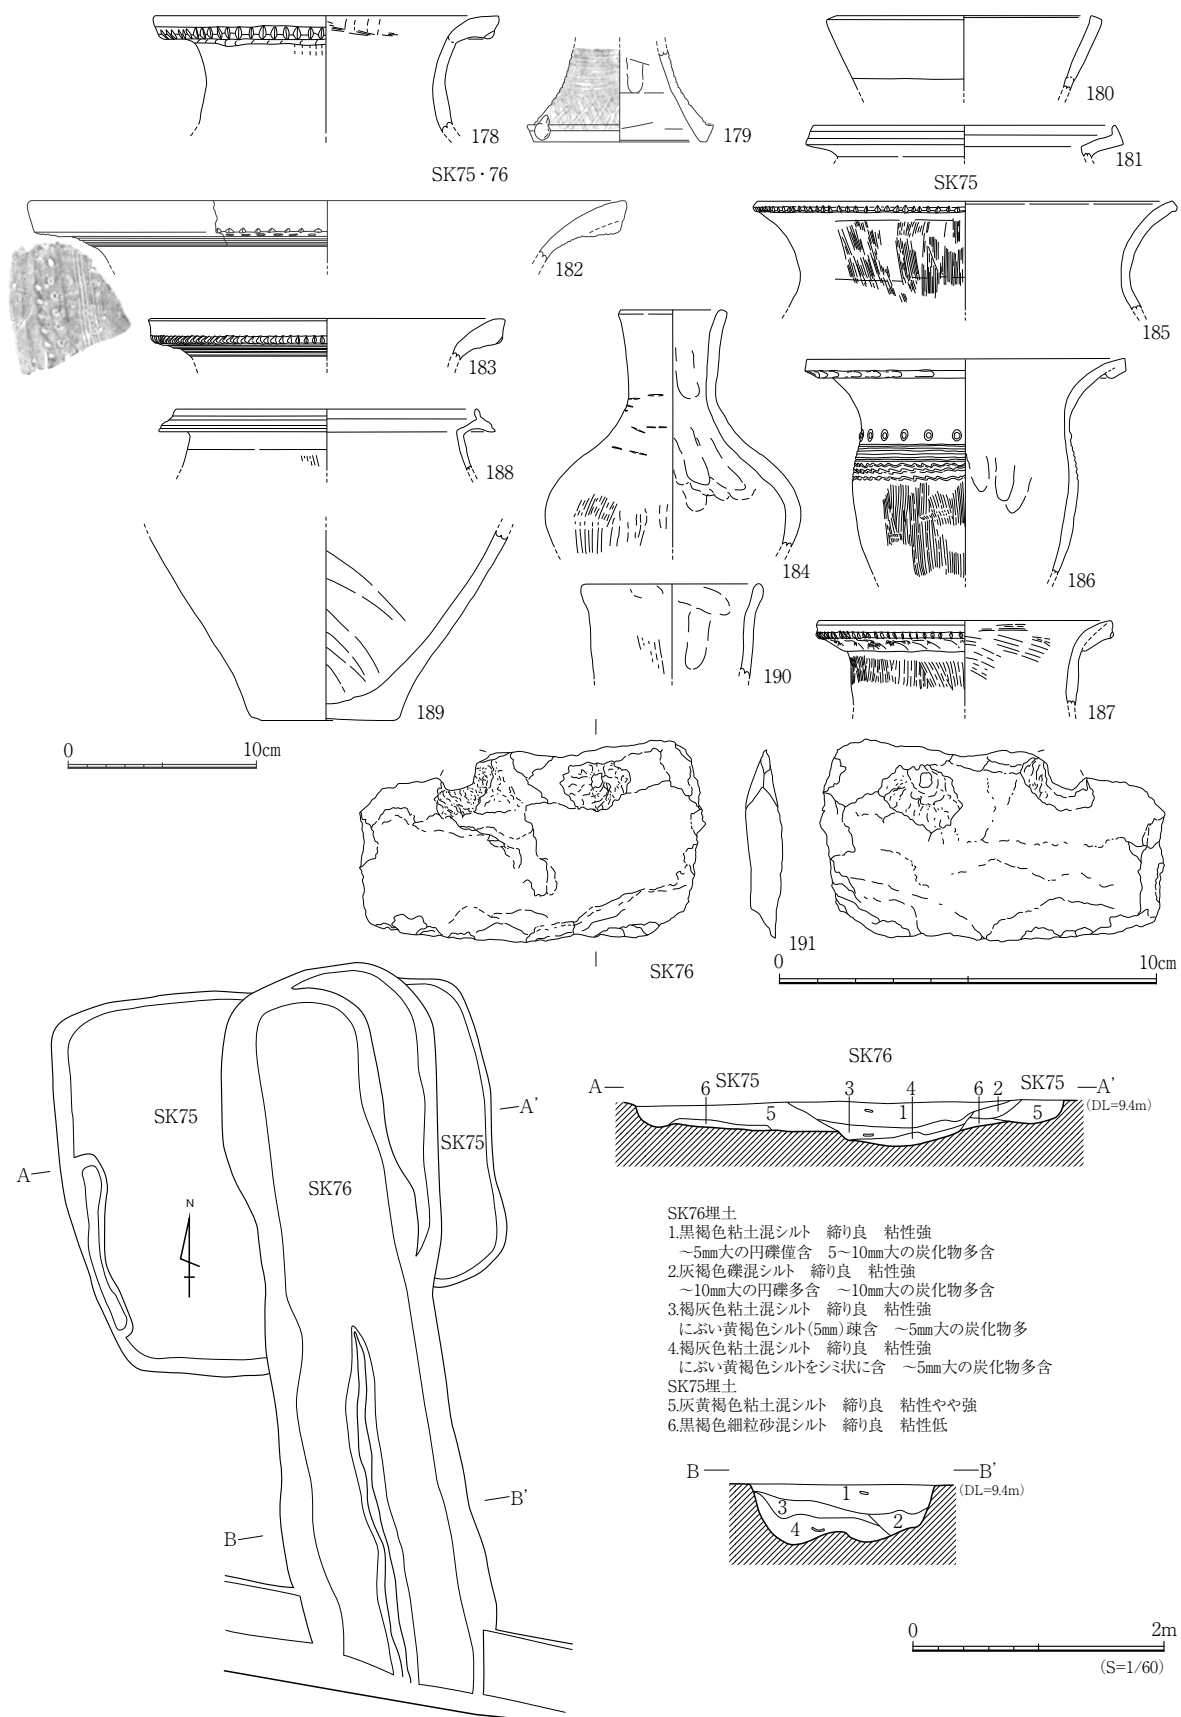 178
179
180
181
SK75・76
SK75
182
183
184
185
186
188
189
190
187
0 10cm
191
SK76
0 10cm
SK75
SK75
SK76
A
A'
N
B
B'
SK76
A
6
SK75
3
4
6
2
SK75
A'
(DL=9.4m)
5
1
5
SK76埋土
1.黒褐色粘土混シルト 締り良 粘性強
～5㎜大の円礫僅含 5～10㎜大の炭化物多含
2.灰褐色礫混シルト 締り良 粘性強
～10㎜大の円礫多含 ～10㎜大の炭化物多含
3.褐灰色粘土混シルト 締り良 粘性強
にぶい黄褐色シルト(5㎜)疎含 ～5㎜大の炭化物多
4.褐灰色粘土混シルト 締り良 粘性強
にぶい黄褐色シルトをシミ状に含 ～5㎜大の炭化物多含
SK75埋土
5.灰黄褐色粘土混シルト 締り良 粘性やや強
6.黒褐色細粒砂混シルト 締り良 粘性低
B
B'
(DL=9.4m)
1
3
2
4
0 2m
(S=1/60)